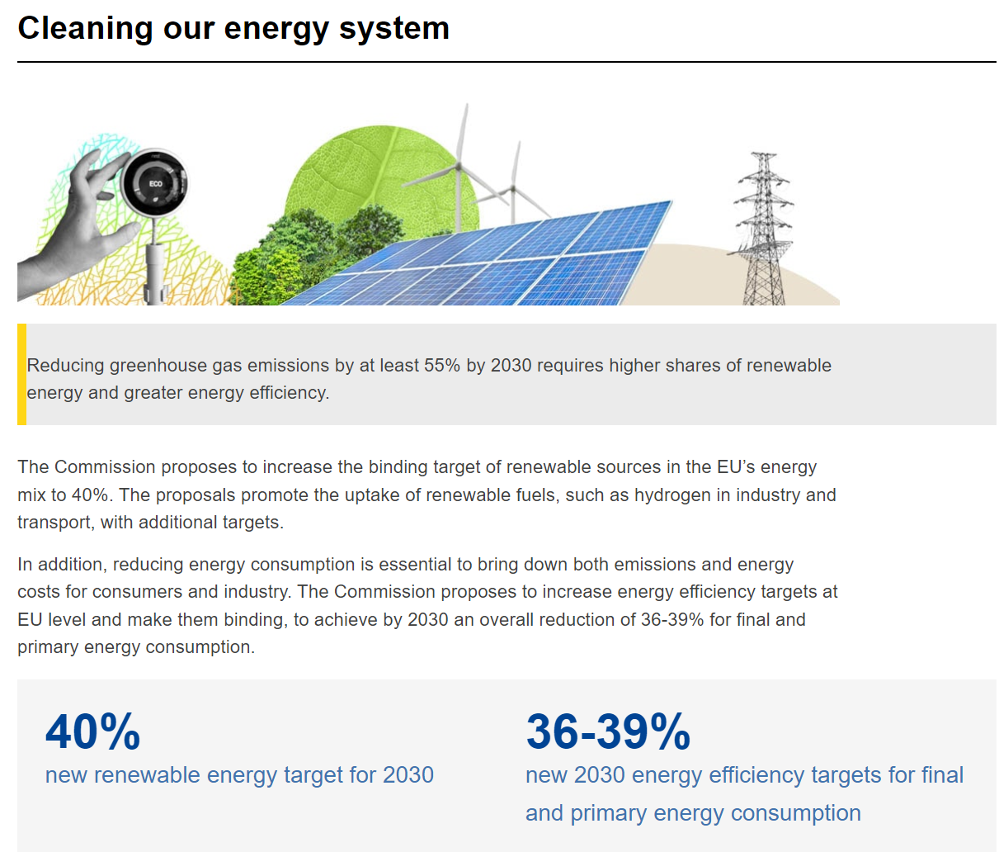 Cleaning our energy system
ECO
Reducing greenhouse gas emissions by at least 55% by 2030 requires higher shares of renewable
energy and greater energy efficiency.
The Commission proposes to increase the binding target of renewable sources in the EU’s energy
mix to 40%. The proposals promote the uptake of renewable fuels, such as hydrogen in industry and
transport, with additional targets.
In addition, reducing energy consumption is essential to bring down both emissions and energy
costs for consumers and industry. The Commission proposes to increase energy efficiency targets at
EU level and make them binding, to achieve by 2030 an overall reduction of 36-39% for final and
primary energy consumption.
40%
new renewable energy target for 2030
36-39%
new 2030 energy efficiency targets for final
and primary energy consumption